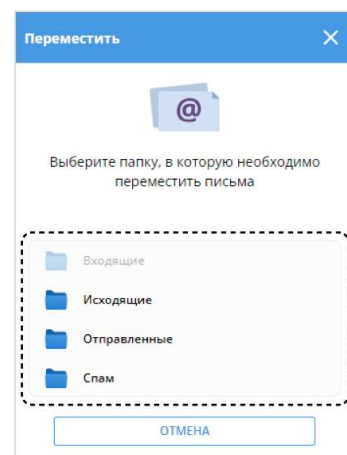 Переместить
@
Выберите папку, в которую необходимо
переместить письма
Входящие
Исходящие
Отправленные
Спам
ОТМЕНА